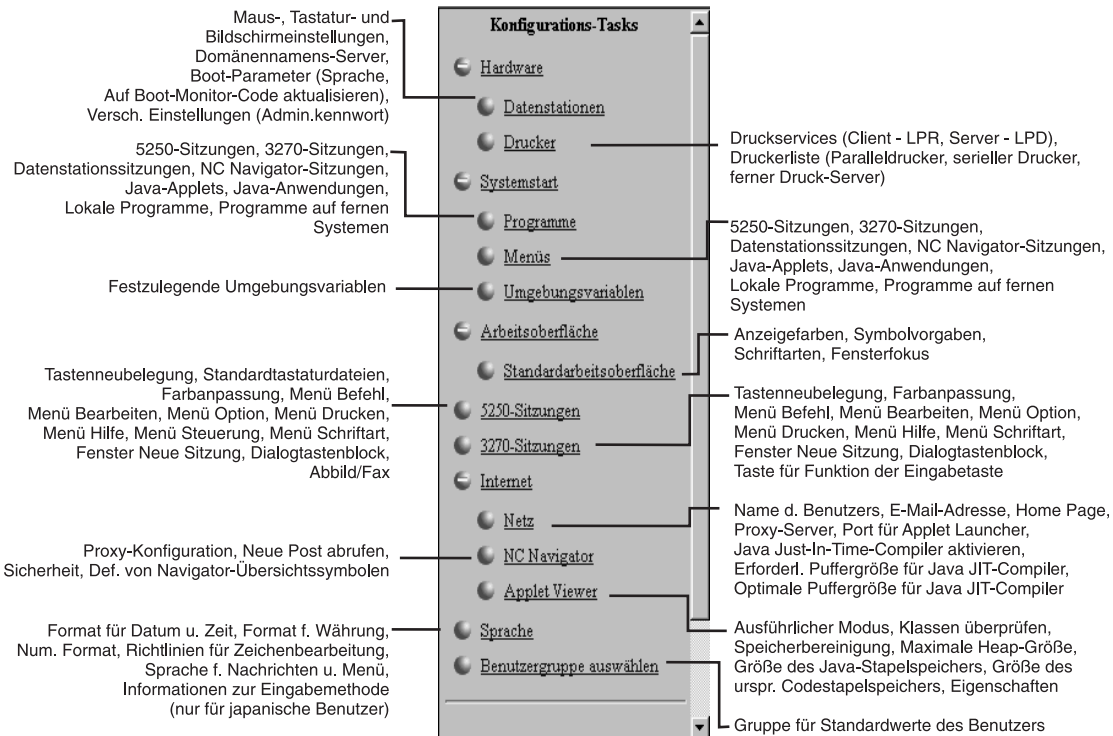 Maus-, Tastatur- und
Bildschirmeinstellungen,
Domänennamens-Server,
Boot-Parameter (Sprache,
Auf Boot-Monitor-Code aktualisieren),
Versch. Einstellungen (Admin.kennwort)
5250-Sitzungen, 3270-Sitzungen,
Datenstationssitzungen, NC Navigator-Sitzungen,
Java-Applets, Java-Anwendungen,
Lokale Programme, Programme auf fernen
Systemen
Festzulegende Umgebungsvariablen
Tastenneubelegung, Standardtastaturdateien,
Farbanpassung, Menü Befehl,
Menü Bearbeiten, Menü Option, Menü Drucken,
Menü Hilfe, Menü Steuerung, Menü Schriftart,
Fenster Neue Sitzung, Dialogtastenblock,
Abbild/Fax
Proxy-Konfiguration, Neue Post abrufen,
Sicherheit, Def. von Navigator-Übersichtssymbolen
Format für Datum u. Zeit, Format f. Währung,
Num. Format, Richtlinien für Zeichenbearbeitung,
Sprache f. Nachrichten u. Menü,
Informationen zur Eingabemethode
(nur für japanische Benutzer)
Konfigurations-Tasks
Hardware
Datenstationen
Drucker
Systemstart
Programme
Menüs
Umgebungsvariablen
Arbeitsoberfläche
Standardarbeitsoberfläche
5250-Sitzungen
3270-Sitzungen
Internet
Netz
NC Navigator
Applet Viewer
Sprache
Benutzergruppe auswählen
Druckservices (Client - LPR, Server - LPD),
Druckerliste (Paralleldrucker, serieller Drucker,
ferner Druck-Server)
5250-Sitzungen, 3270-Sitzungen,
Datenstationssitzungen, NC Navigator-Sitzungen,
Java-Applets, Java-Anwendungen,
Lokale Programme, Programme auf fernen
Systemen
Anzeigefarben, Symbolvorgaben,
Schriftarten, Fensterfokus
Tastenneubelegung, Farbanpassung,
Menü Befehl, Menü Bearbeiten, Menü Option,
Menü Drucken, Menü Hilfe, Menü Schriftart,
Fenster Neue Sitzung, Dialogtastenblock,
Taste für Funktion der Eingabetaste
Name d. Benutzers, E-Mail-Adresse, Home Page,
Proxy-Server, Port für Applet Launcher,
Java Just-In-Time-Compiler aktivieren,
Erforderl. Puffergröße für Java JIT-Compiler,
Optimale Puffergröße für Java JIT-Compiler
Ausführlicher Modus, Klassen überprüfen,
Speicherbereinigung, Maximale Heap-Größe,
Größe des Java-Stapelspeichers, Größe des
urspr. Codestapelspeichers, Eigenschaften
Gruppe für Standardwerte des Benutzers